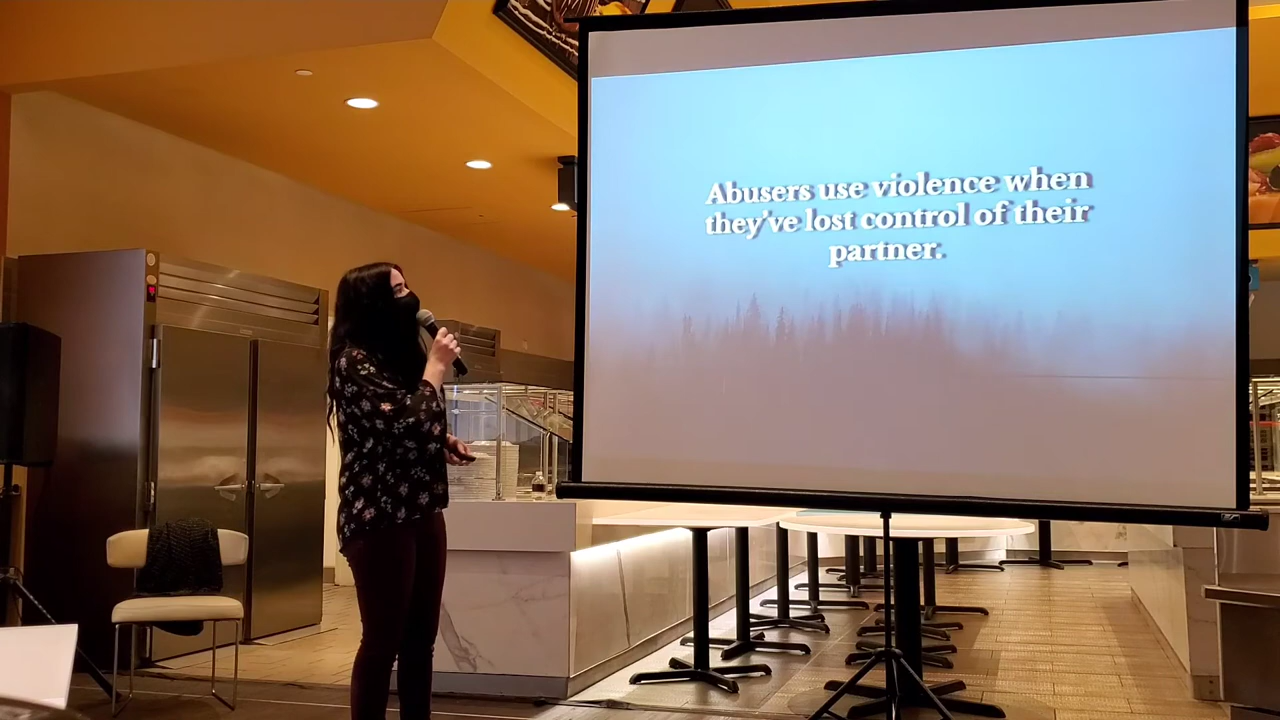 Abusers use violence when
they've lost control of their
partner.